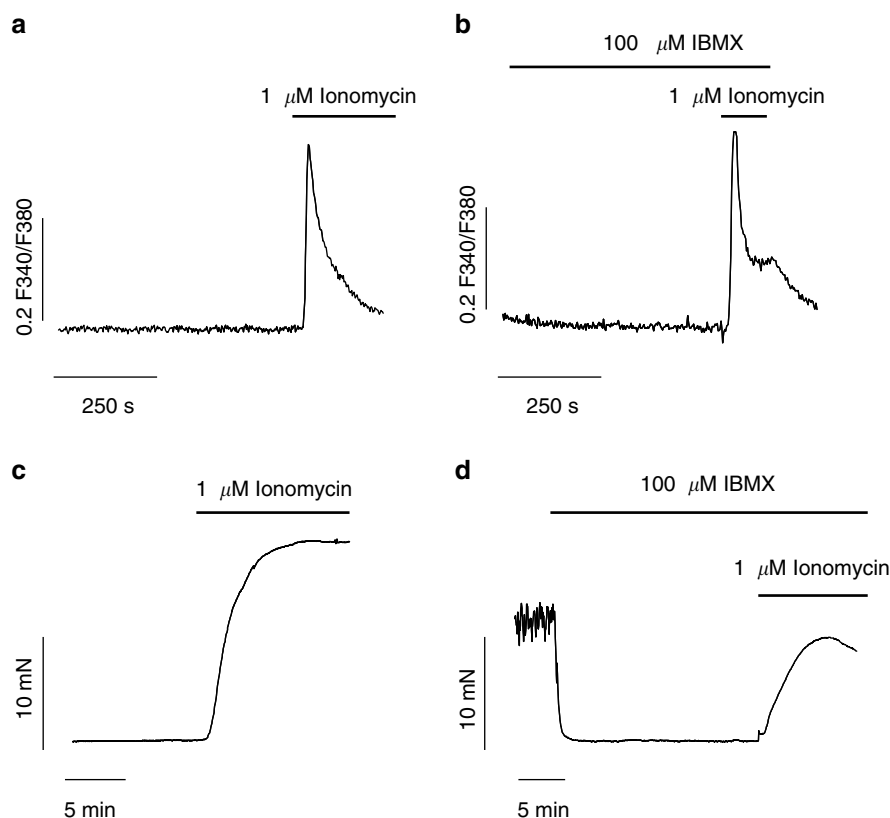 a
1 μM Ionomycin
0.2 F340/F380
250 s
b
100 μM IBMX
1 μM Ionomycin
0.2 F340/F380
250 s
c
1 μM Ionomycin
10 mN
5 min
d
100 μM IBMX
1 μM Ionomycin
10 mN
5 min